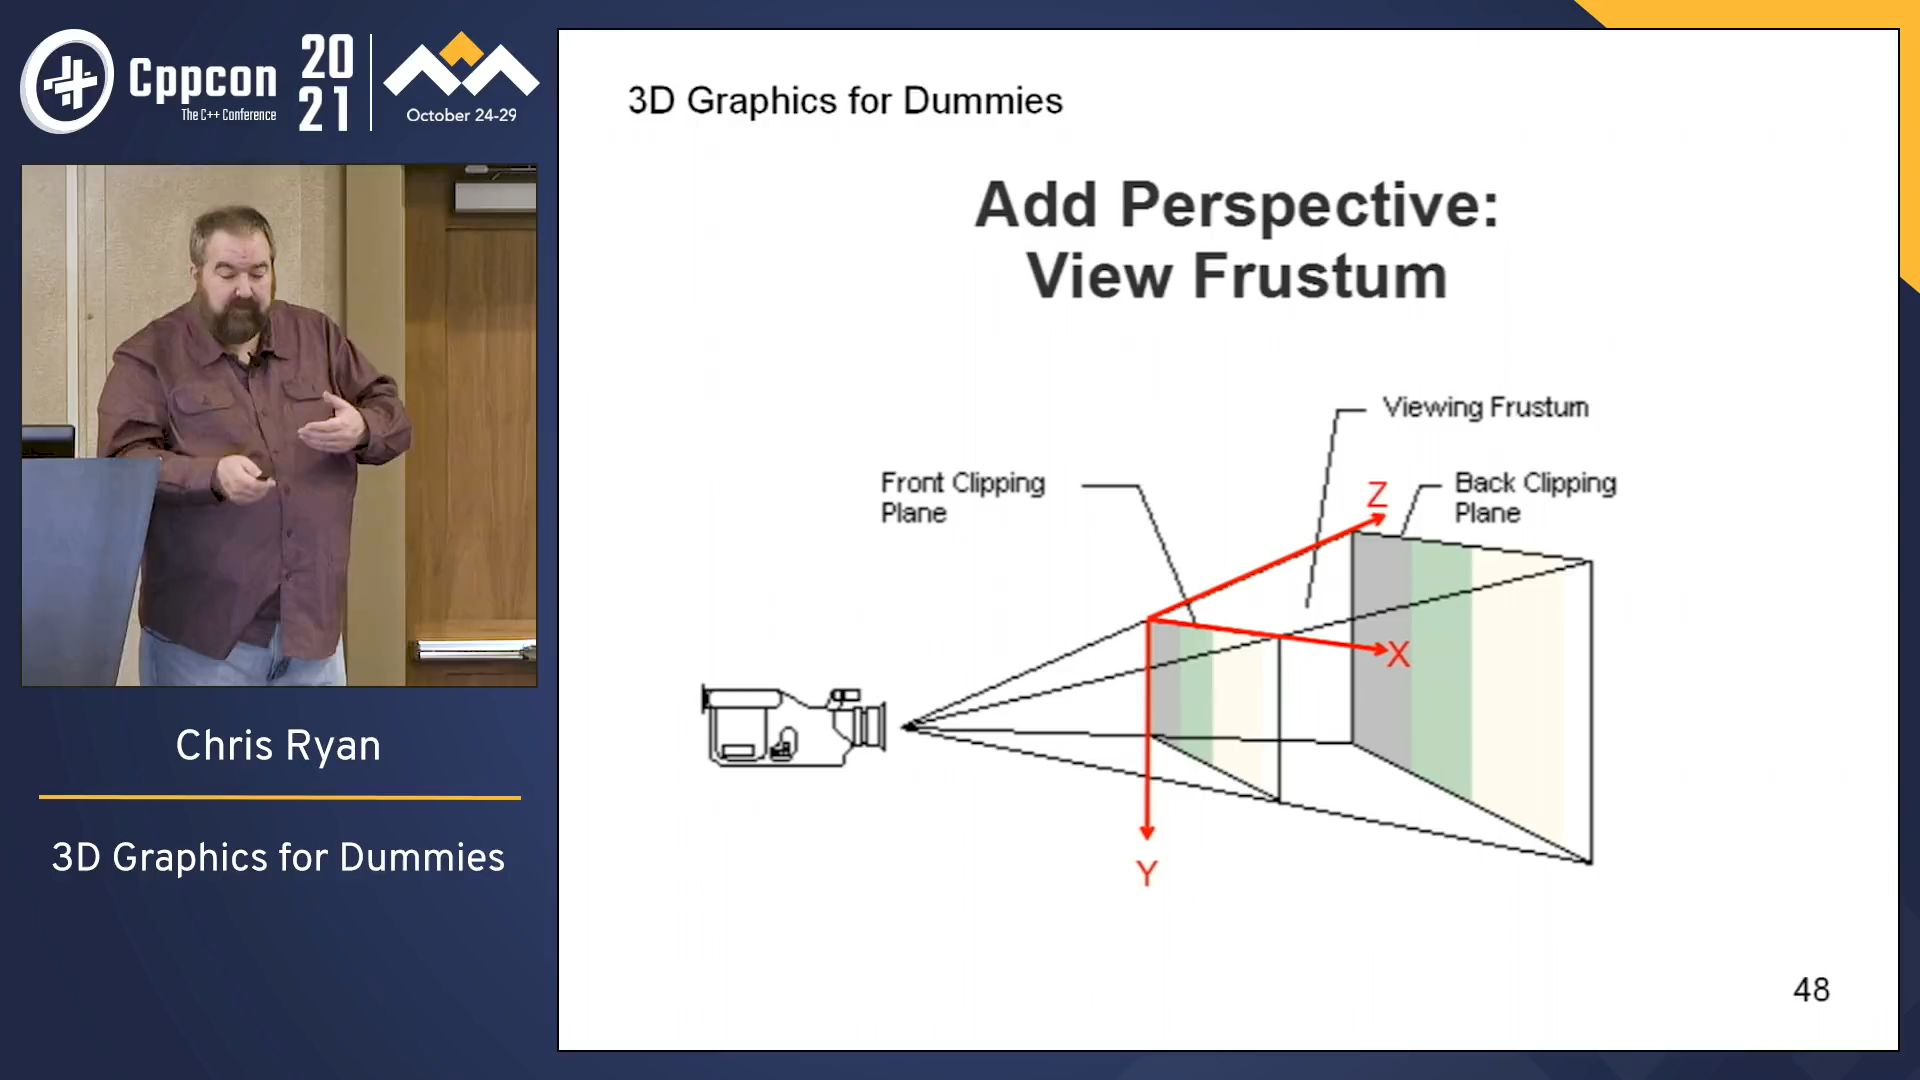 Cppcon
The C++ Conference
20
21
October 24-29
Chris Ryan
3D Graphics for Dummies
3D Graphics for Dummies
Add Perspective:
View Frustum
Viewing Frustum
Front Clipping
Plane
Back Clipping
Plane
Z
X
Y
48